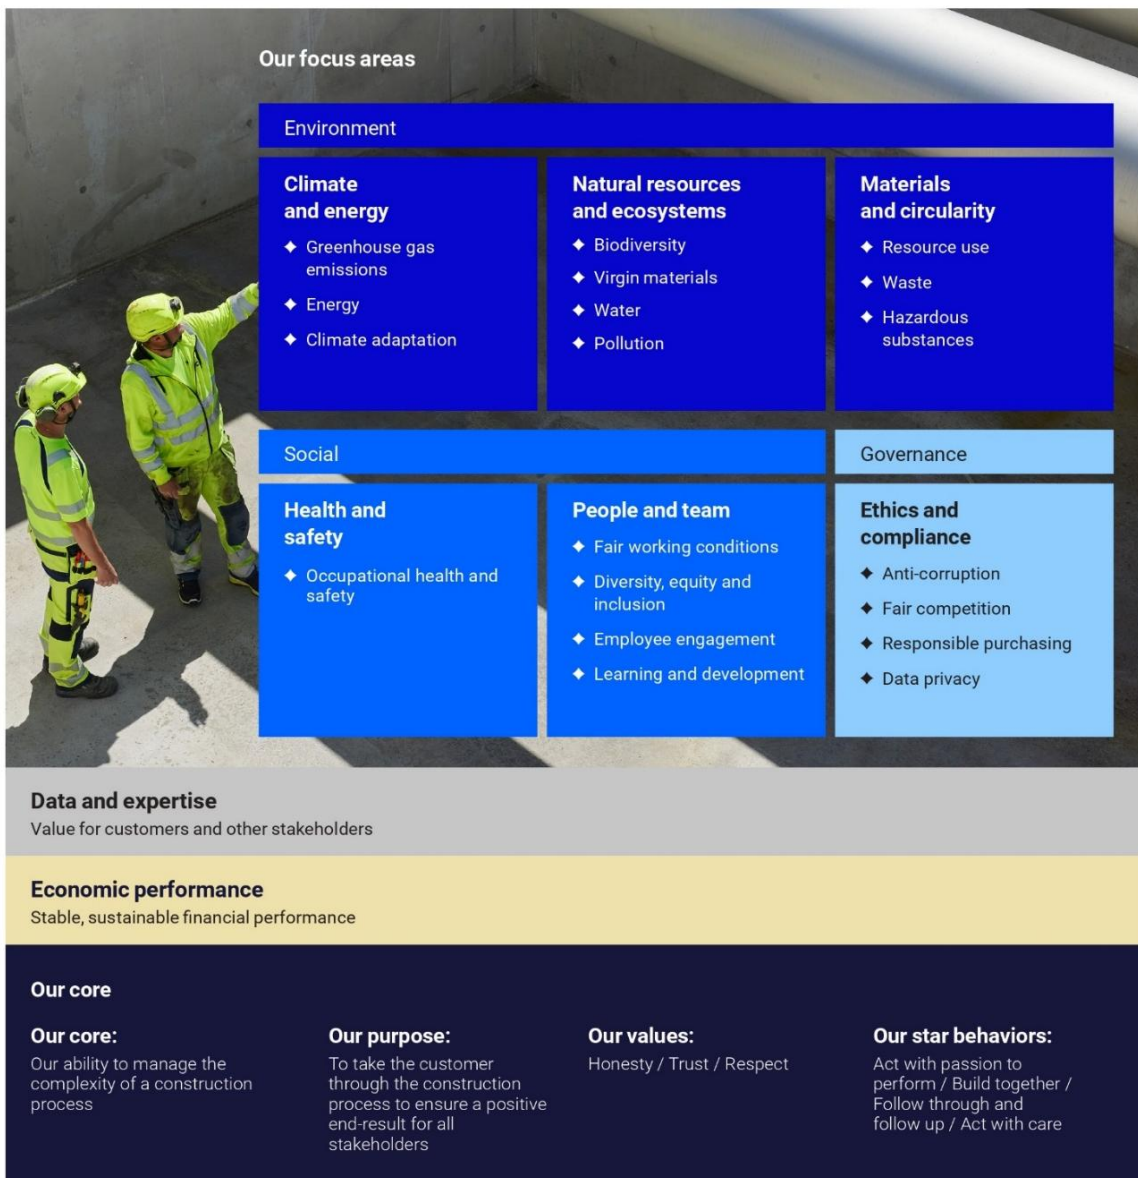 Our focus areas
Environment
Climate
and energy
◆ Greenhouse gas
emissions
◆ Energy
◆ Climate adaptation
Natural resources
and ecosystems
◆ Biodiversity
◆ Virgin materials
◆ Water
◆ Pollution
Materials
and circularity
◆ Resource use
◆ Waste
◆ Hazardous
substances
Social
Health and
safety
◆ Occupational health and
safety
People and team
◆ Fair working conditions
◆ Diversity, equity and
inclusion
◆ Employee engagement
◆ Learning and development
Governance
Ethics and
compliance
◆ Anti-corruption
◆ Fair competition
◆ Responsible purchasing
◆ Data privacy
Data and expertise
Value for customers and other stakeholders
Economic performance
Stable, sustainable financial performance
Our core
Our core:
Our ability to manage the
complexity of a construction
process
Our purpose:
To take the customer
through the construction
process to ensure a positive
end-result for all
stakeholders
Our values:
Honesty / Trust / Respect
Our star behaviors:
Act with passion to
perform / Build together /
Follow through and
follow up / Act with care